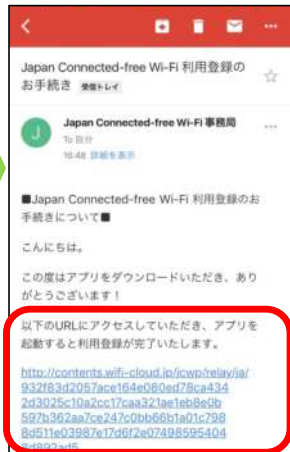 Japan Connected-free Wi-Fi 利用登録の
お手続き 受信トレイ
J
Japan Connected-free Wi-Fi 事務局
To 自分
16:48 詳細を表示
■Japan Connected-free Wi-Fi 利用登録のお
手続きについて■
こんにちは。
この度はアプリをダウンロードいただき、あり
がとうございます！
以下のURLにアクセスしていただき、アプリを
起動すると利用登録が完了いたします。
http://contents.wifi-cloud.jp/jcwp/relay/ja/
932f83d2057ace164e080ed78ca434
2d3025c10a2cc17caa321ae1eb8e0b
597b362aa7ce247c0bb66b1a01c798
8d511e03987e17d6f2e07498595404